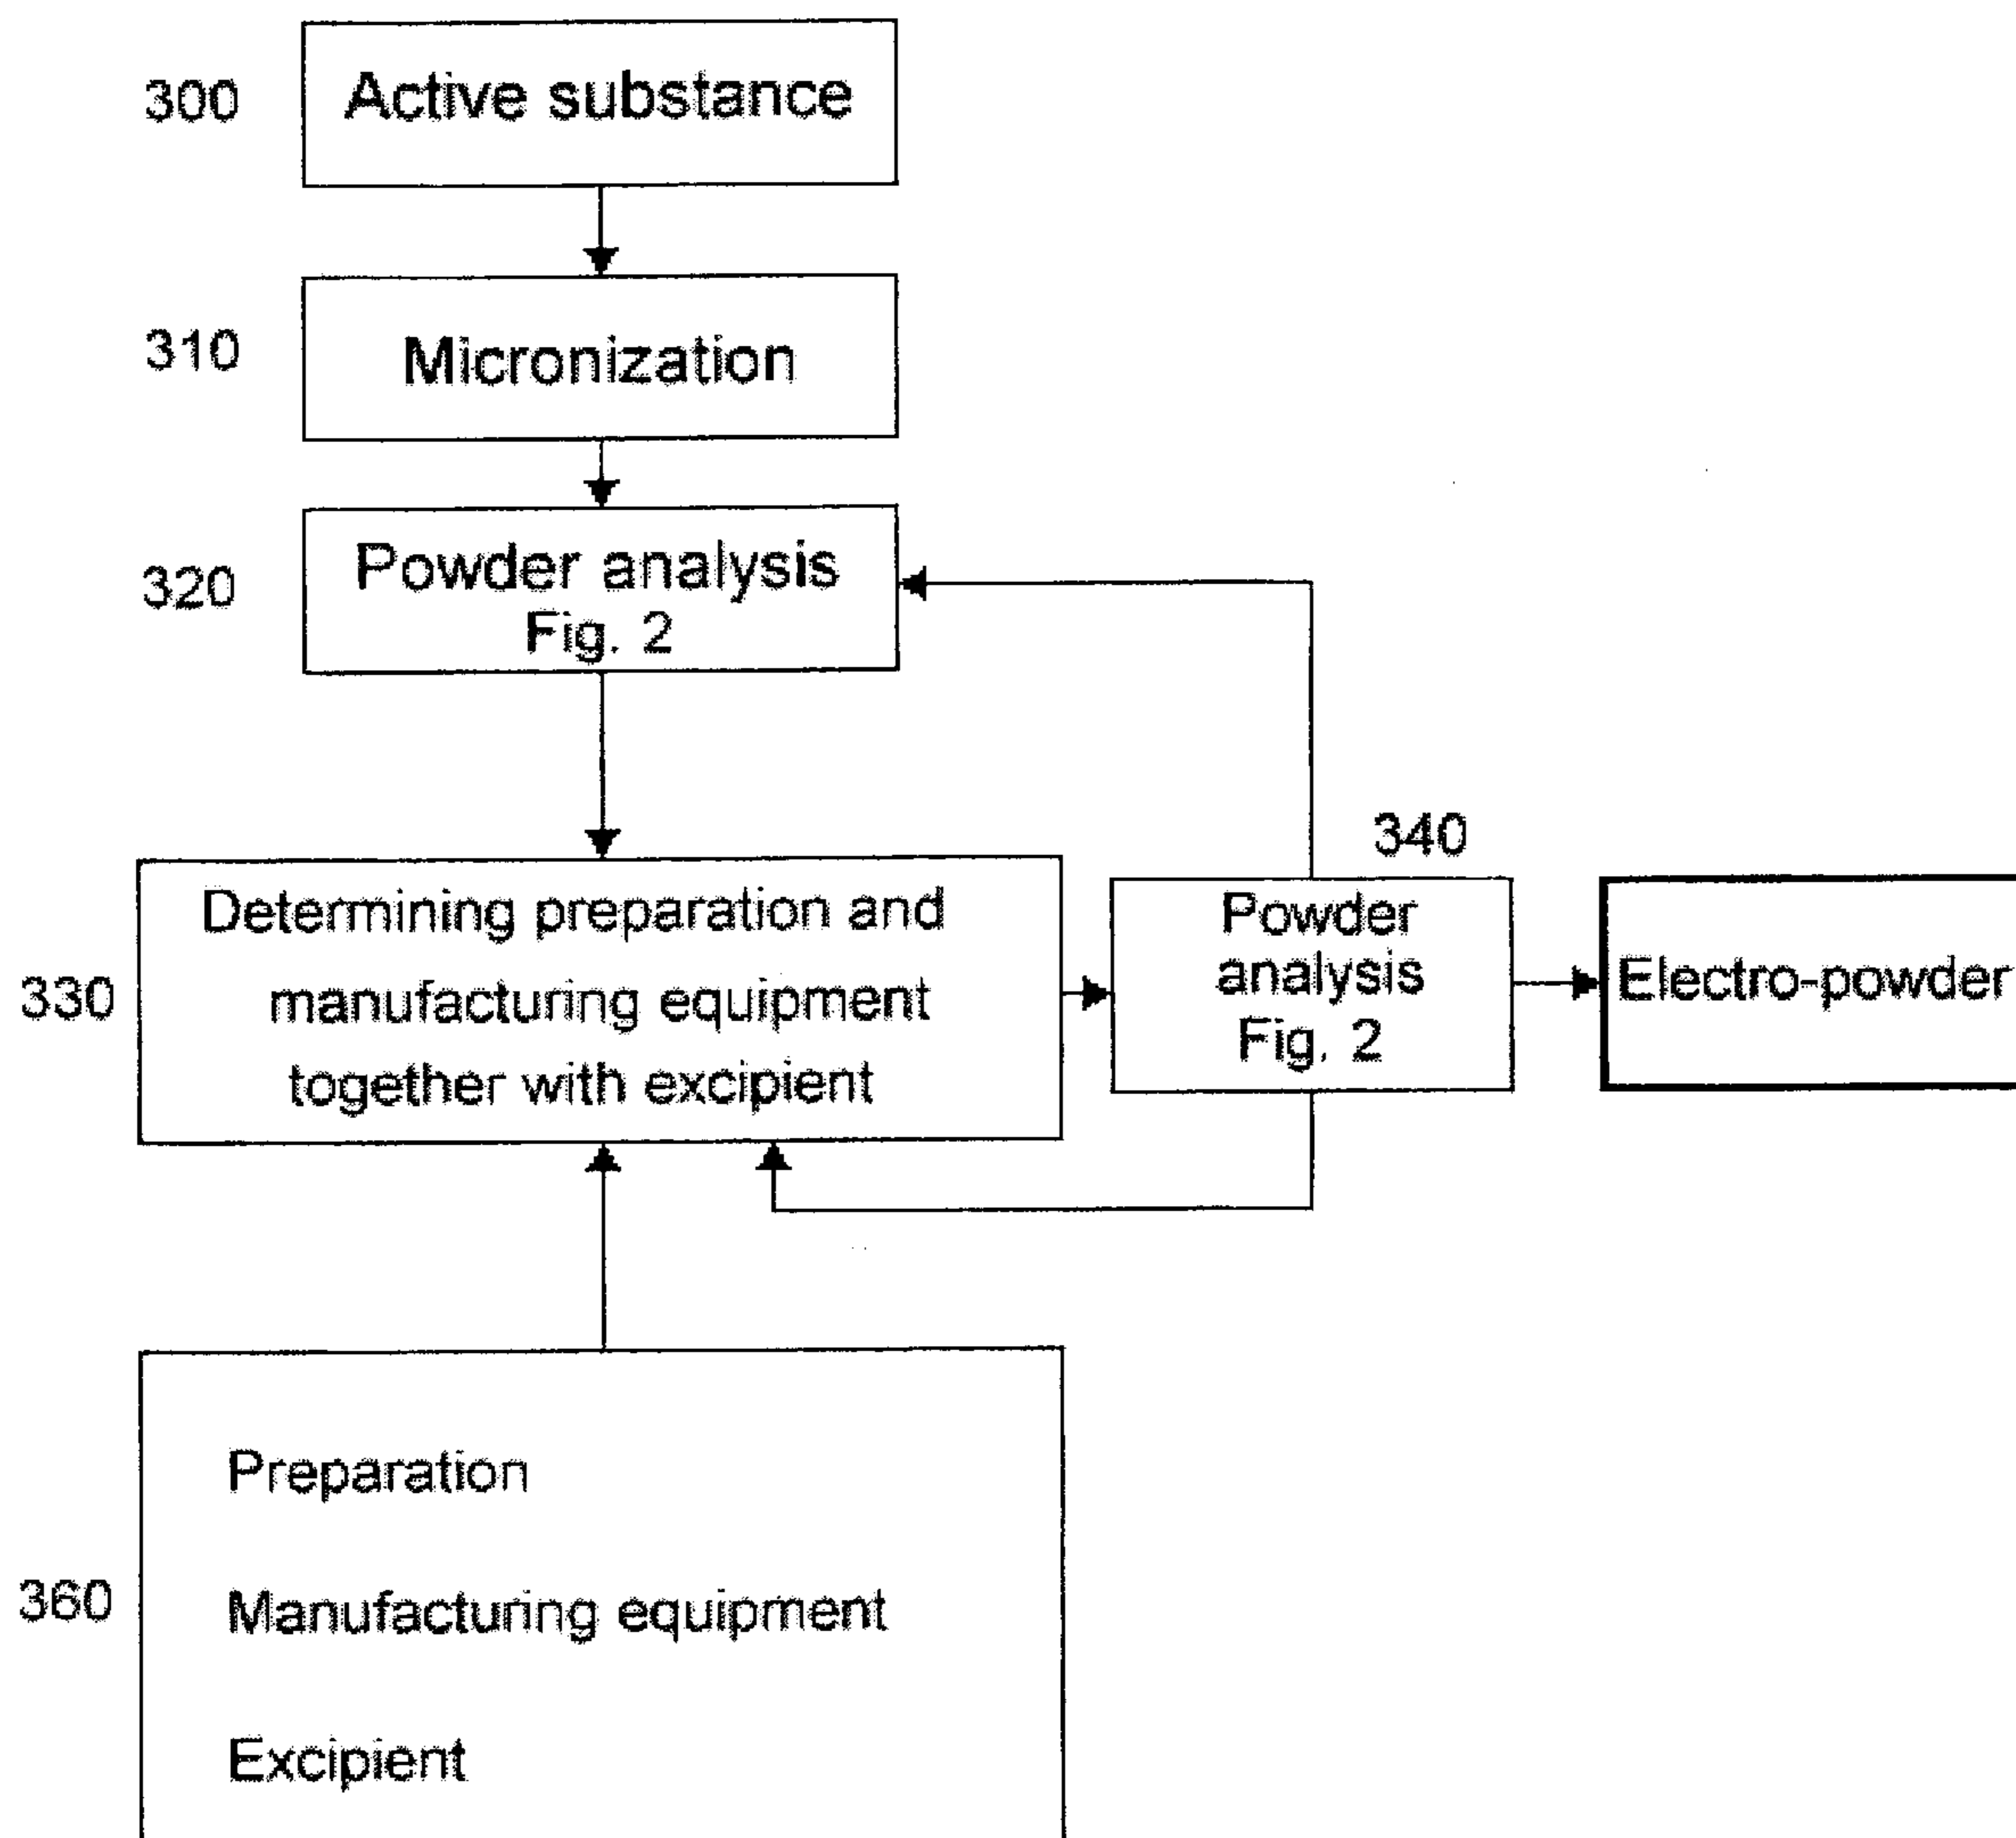 300
Active substance
310
Micronization
320
Powder analysis
Fig. 2
330
Determining preparation and
manufacturing equipment
together with excipient
340
Powder
analysis
Fig. 2
Electro-powder
360
Preparation
Manufacturing equipment
Excipient